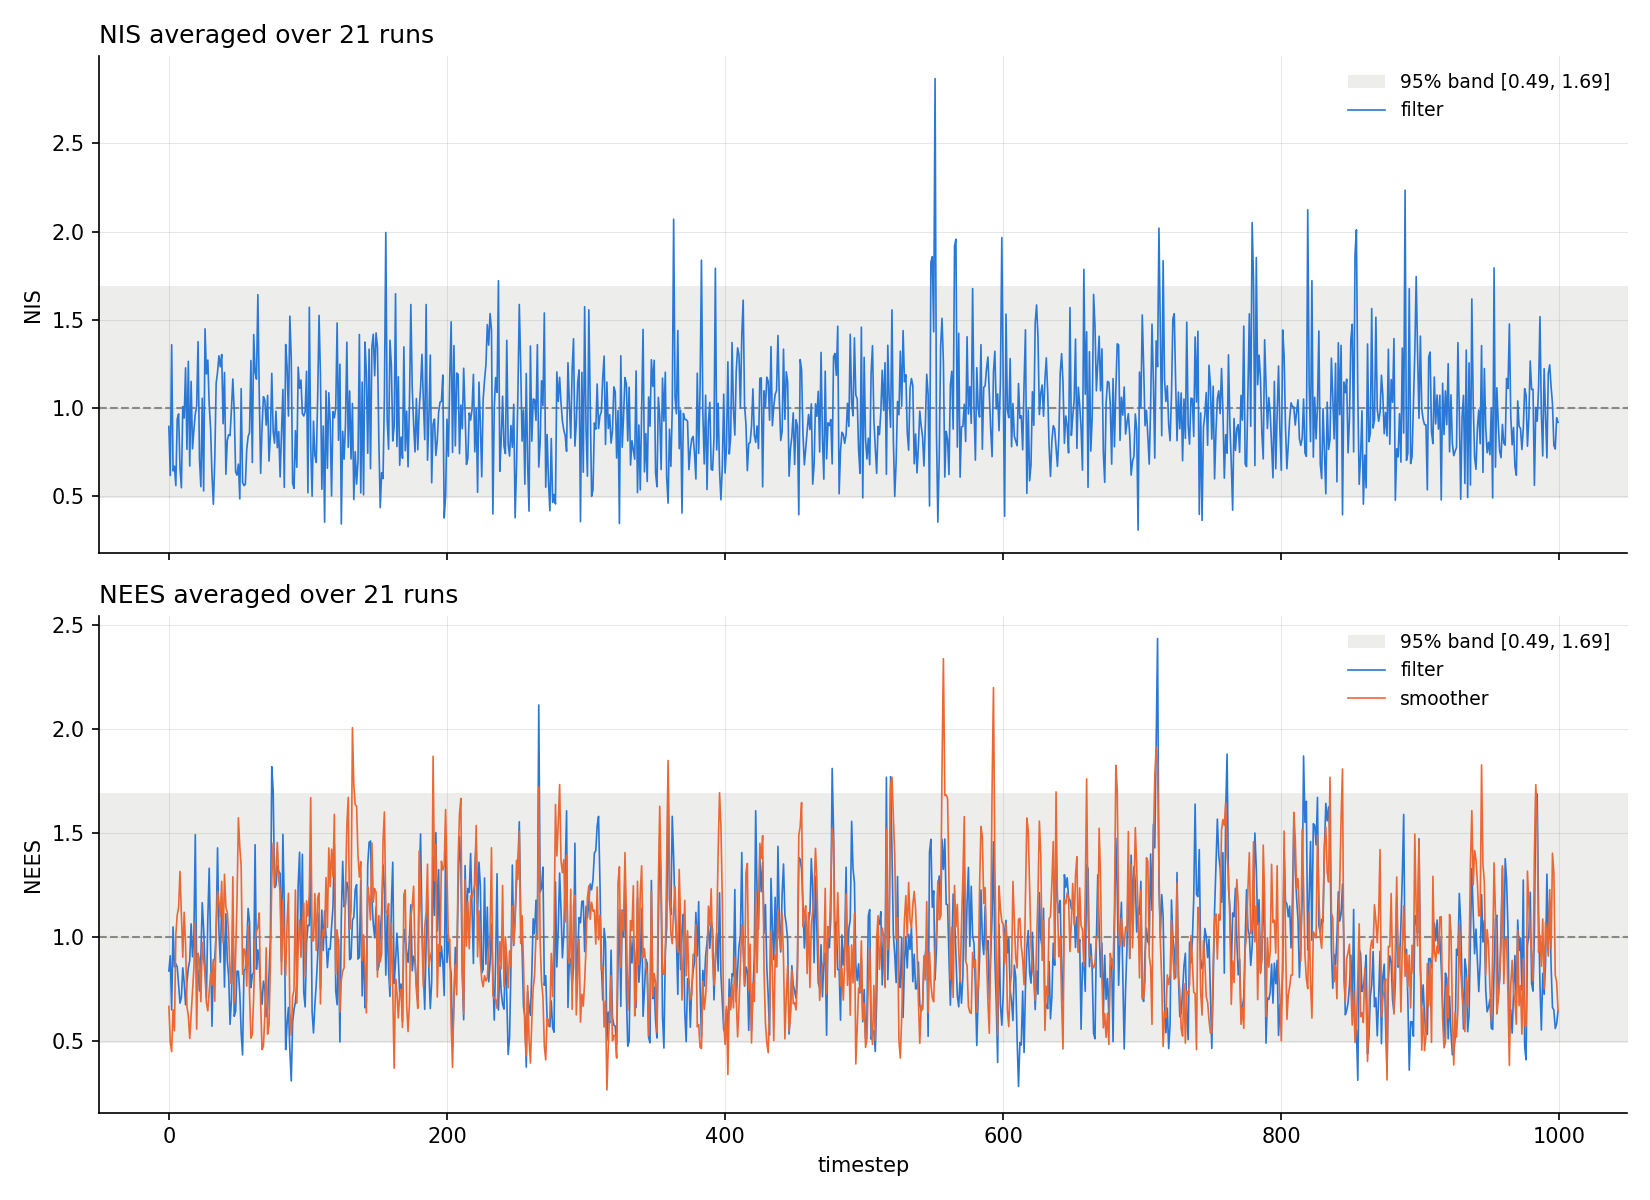 NIS averaged over 21 runs
95% band [0.49, 1.69]
filter
2.5
2.0
1.5
1.0
0.5
NIS
NEES averaged over 21 runs
95% band [0.49, 1.69]
filter
smoother
2.5
2.0
1.5
1.0
0.5
NEES
0 200 400 600 800 1000
timestep